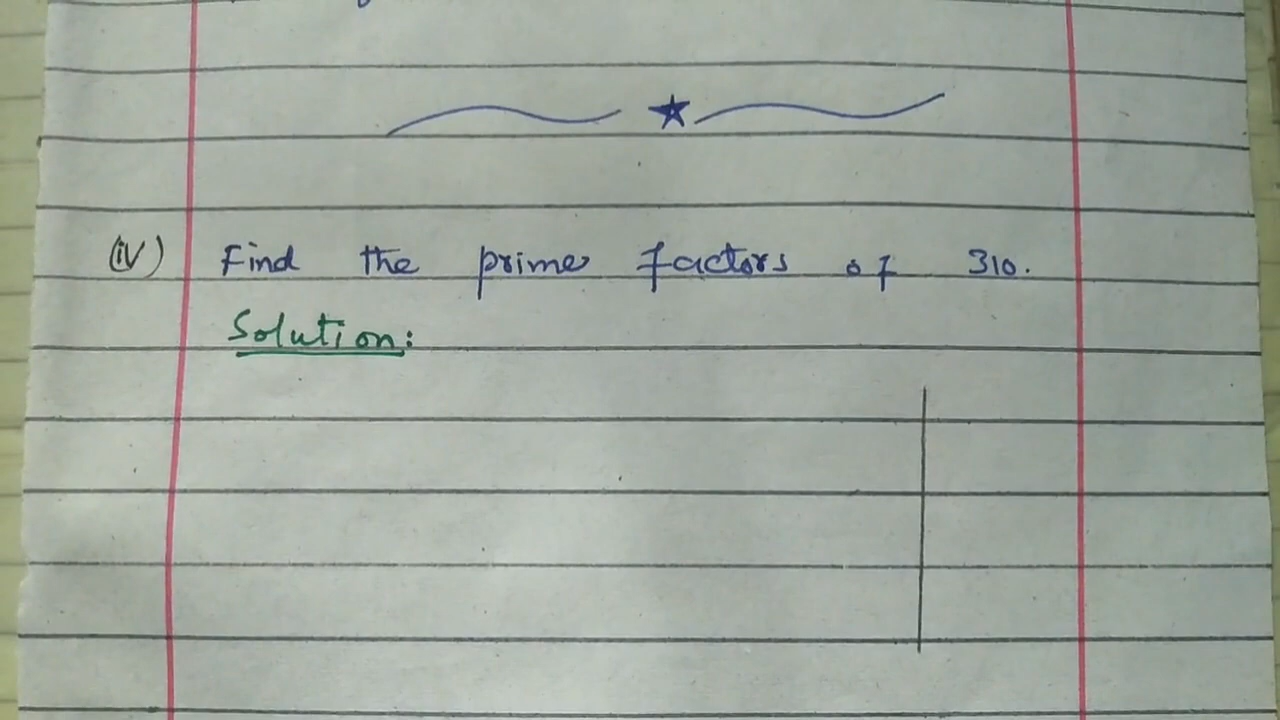 (iv) Find the prime factors of 310.
Solution: